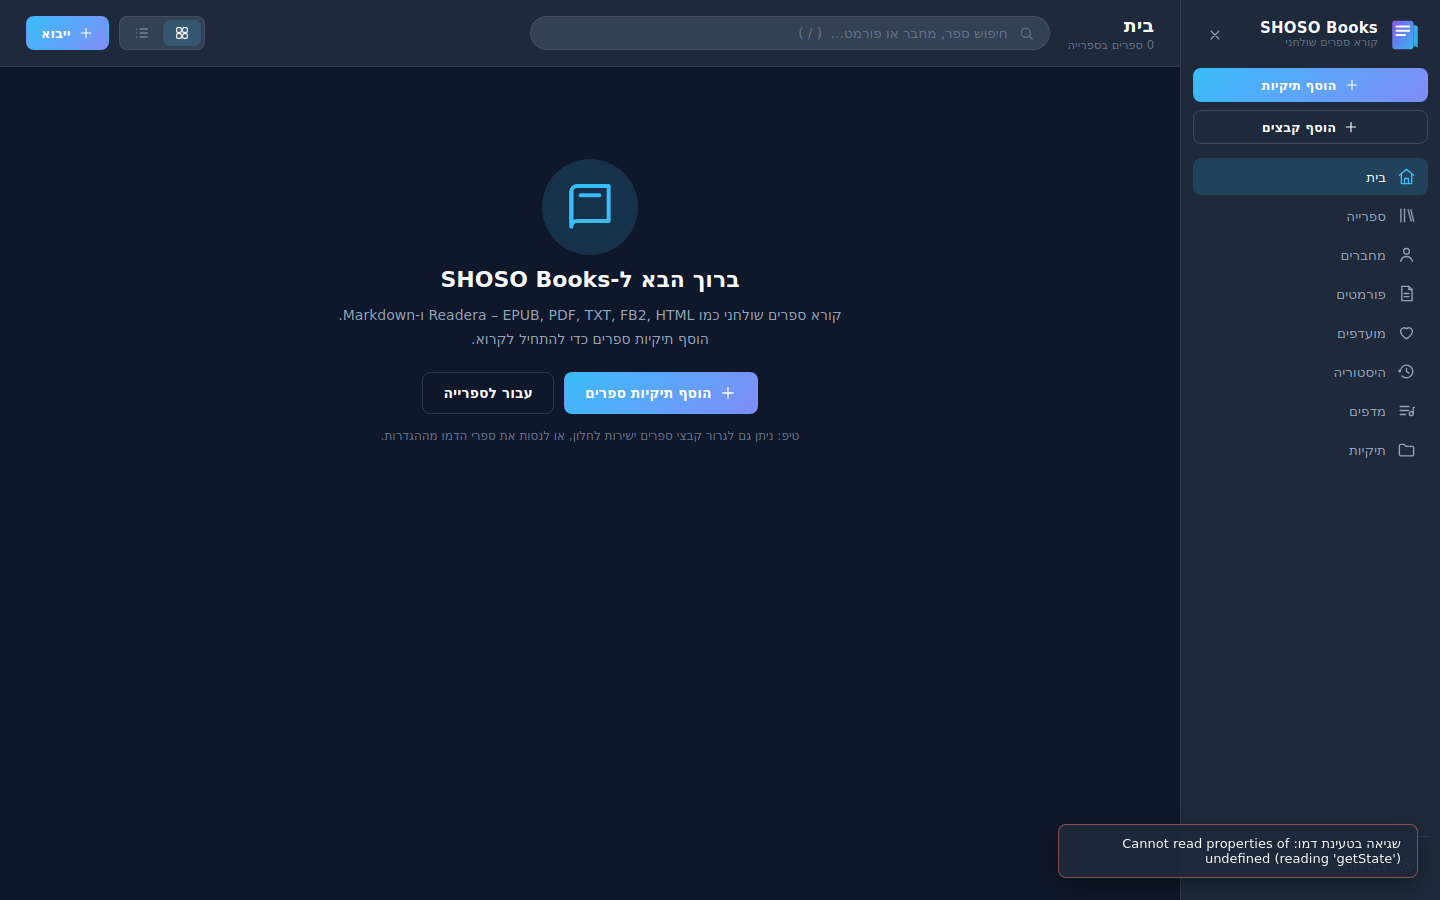 SHOSO Books
קורא ספרים שולחני
הוסף תיקיות
הוסף קבצים
בית
ספרייה
מחברים
פורמטים
מועדפים
היסטוריה
מדפים
תיקיות
בית
0 ספרים בספרייה
חיפוש ספר, מחבר או פורמט... ( / )
ייבוא
ברוך הבא ל-SHOSO Books
קורא ספרים שולחני כמו Readera – EPUB, PDF, TXT, FB2, HTML ו-Markdown.
הוסף תיקיות ספרים כדי להתחיל לקרוא.
הוסף תיקיות ספרים
עבור לספרייה
טיפ: ניתן גם לגרור קבצי ספרים ישירות לחלון, או לנסות את ספרי הדמו מההגדרות.
שגיאה בטעינת דמו: Cannot read properties of
undefined (reading 'getState')